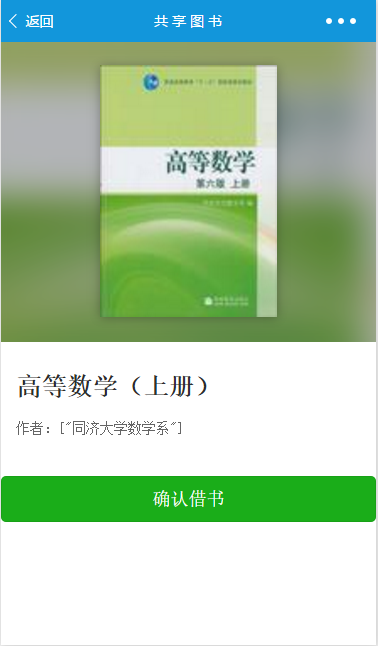 返回
共享图书
高等数学
第六版 上册
高等数学（上册）
作者：["同济大学数学系"]
确认借书